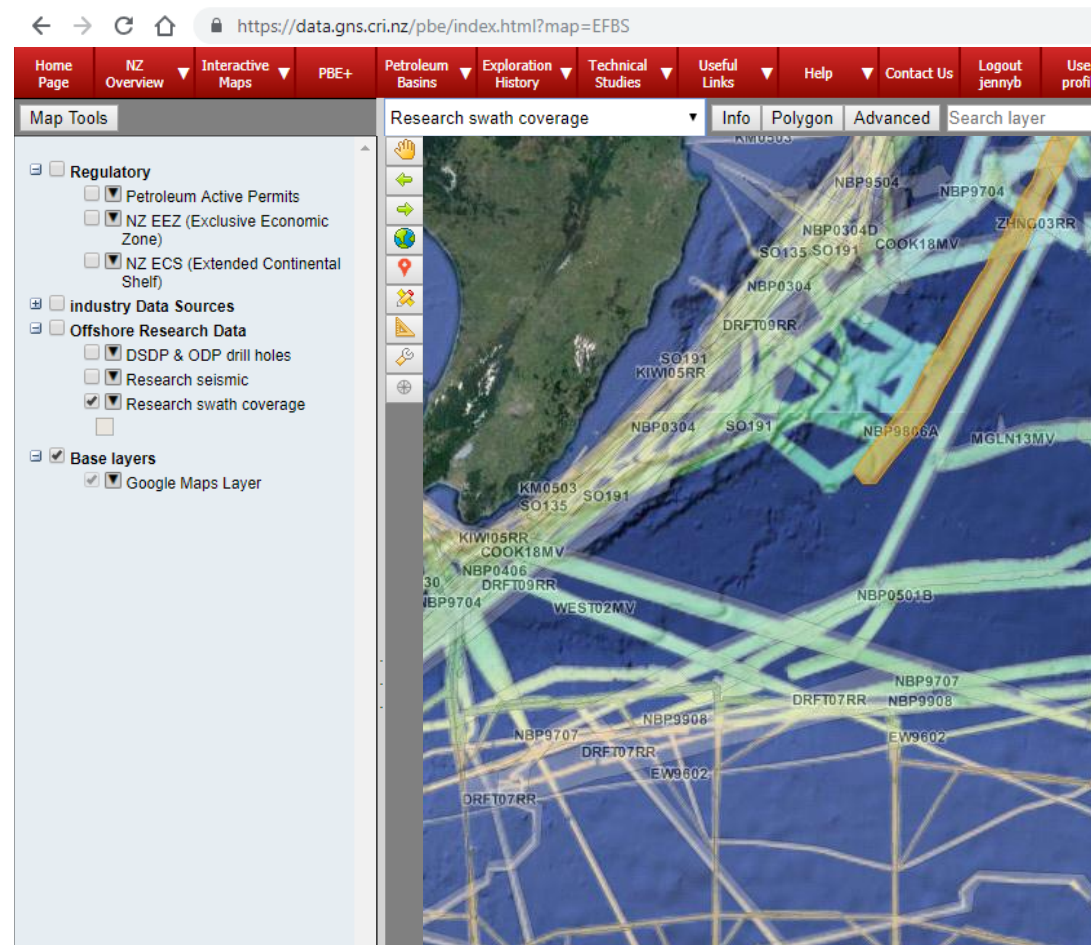 https://data.gns.cri.nz/pbe/index.html?map=EFBS
Home Page
NZ Overview
Interactive Maps
PBE+
Petroleum Basins
Exploration History
Technical Studies
Useful Links
Help
Contact Us
Logout jennyb
Map Tools
Research swath coverage
Info
Polygon
Advanced
Search layer
Regulatory
Petroleum Active Permits
NZ EEZ (Exclusive Economic
Zone)
NZ ECS (Extended Continental
Shelf)
industry Data Sources
Offshore Research Data
DSDP & ODP drill holes
Research seismic
Research swath coverage
Base layers
Google Maps Layer
KM0503
NBP9504
NBP9704
NBP0304D
ZHNG03RR
SO135 SO191
COOK18MV
NBP0304
DRFT09RR
SO191
KIWI05RR
NBP0304
SO191
NBP9806A
MGLN13MV
KM0503
SO191
SO135
KIWI05RR
COOK18MV
NBP0406
30
DRFT09RR
NBP9704
WEST02MV
NBP0501B
NBP9707
DRFT07RR
NBP9908
NBP9908
NBP9707
EW9602
DRFT07RR
EW9602
DRFT07RR